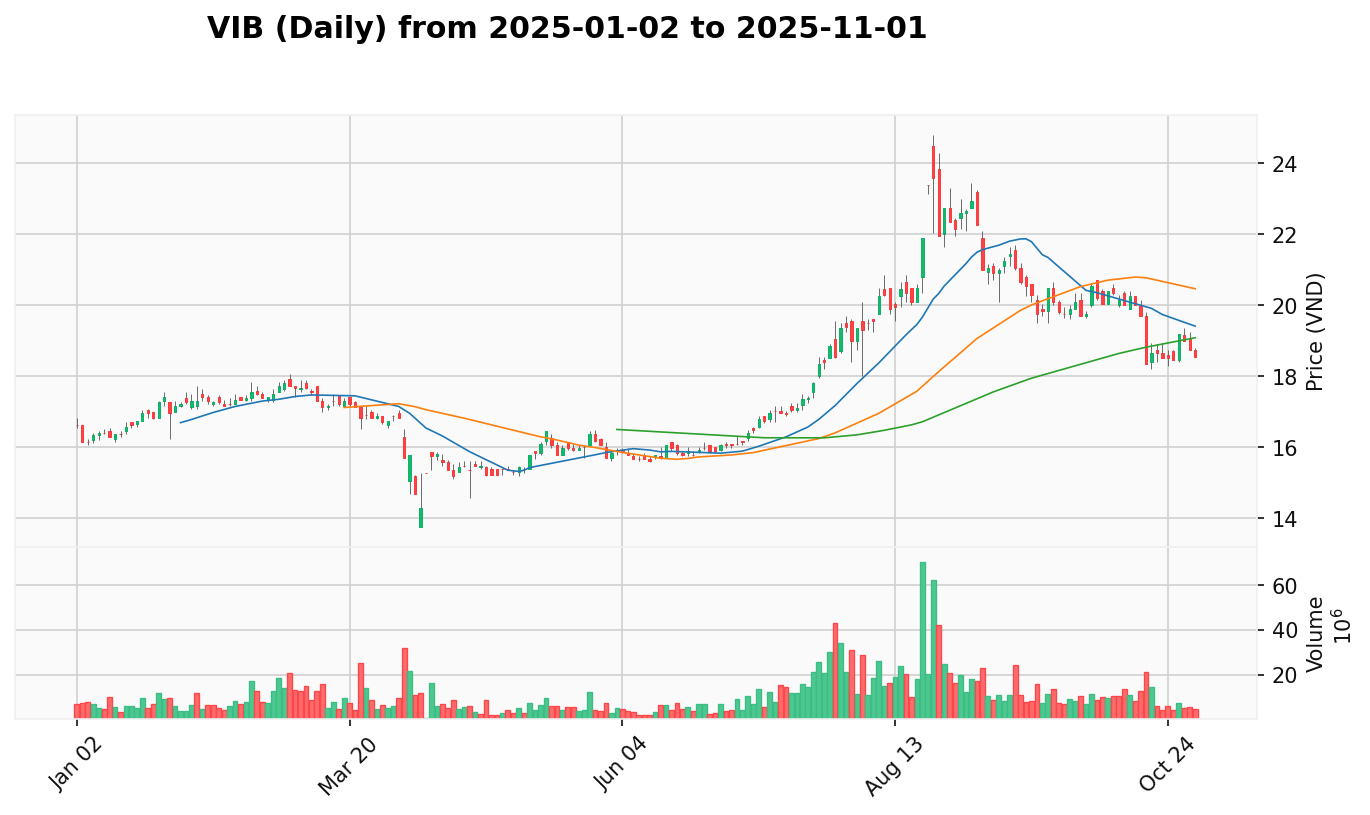 VIB (Daily) from 2025-01-02 to 2025-11-01
24
22
20
18
16
14
Price (VND)
60
40
20
Volume
10⁶
Jan 02
Mar 20
Jun 04
Aug 13
Oct 24